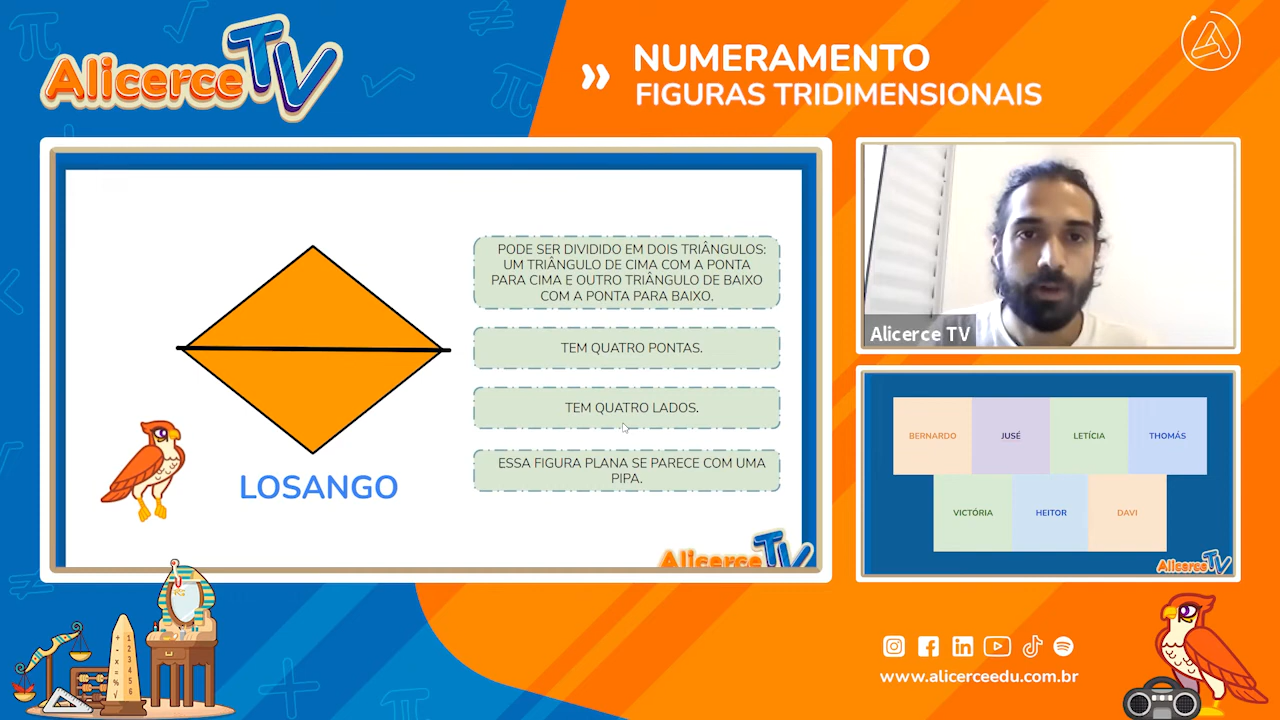 AlicerceTV
NUMERAMENTO
FIGURAS TRIDIMENSIONAIS
PODE SER DIVIDIDO EM DOIS TRIÂNGULOS:
UM TRIÂNGULO DE CIMA COM A PONTA
PARA CIMA E OUTRO TRIÂNGULO DE BAIXO
COM A PONTA PARA BAIXO.
TEM QUATRO PONTAS.
TEM QUATRO LADOS.
ESSA FIGURA PLANA SE PARECE COM UMA
PIPA.
LOSANGO
AlicerceTV
Alicerce TV
BERNARDO
JUSÉ
LETÍCIA
THOMÁS
VICTÓRIA
HEITOR
DAVI
AlicerceTV
www.alicerceedu.com.br